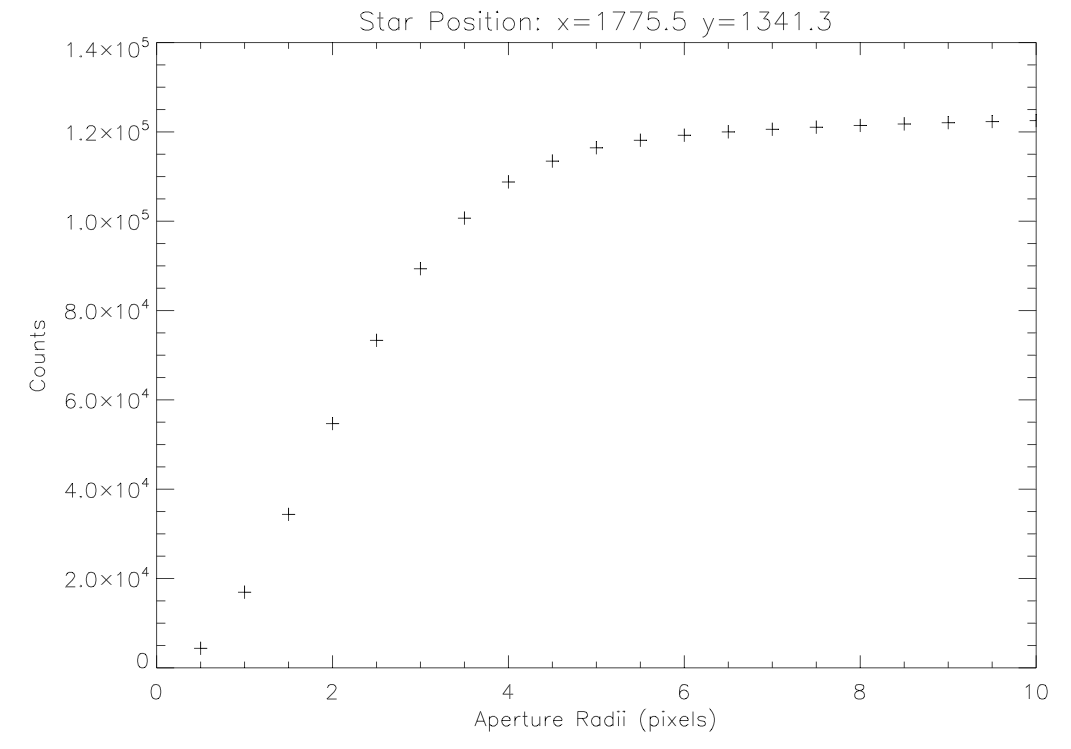 Star Position: x=1775.5 y=1341.3
1.4×10⁵
1.2×10⁵
1.0×10⁵
8.0×10⁴
6.0×10⁴
4.0×10⁴
2.0×10⁴
0
Counts
0 2 4 6 8 10
Aperture Radii (pixels)